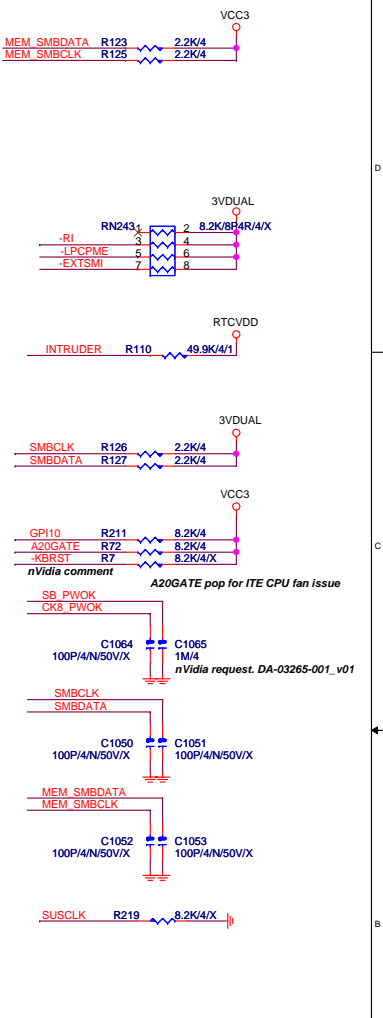 VCC3
MEM_SMBDATA R123 2.2K/4
MEM_SMBCLK R125 2.2K/4
D
3VDUAL
RN243 1 2 8.2K/8P4R/4/X
-RI 3 4
-LPCPME 5 6
-EXTSMI 7 8
RTCVDD
INTRUDER R110 49.9K/4/1
3VDUAL
SMBCLK R126 2.2K/4
SMBDATA R127 2.2K/4
VCC3
GPI10 R211 8.2K/4
A20GATE R72 8.2K/4
-KBRST R7 8.2K/4/X
C
nVidia comment
A20GATE pop for ITE CPU fan issue
SB_PWOK
CK8_PWOK
C1064 C1065
100P/4/N/50V/X 1M/4
nVidia request. DA-03265-001_v01
SMBCLK
SMBDATA
C1050 C1051
100P/4/N/50V/X 100P/4/N/50V/X
MEM_SMBDATA
MEM_SMBCLK
C1052 C1053
100P/4/N/50V/X 100P/4/N/50V/X
SUSCLK R219 8.2K/4/X
B